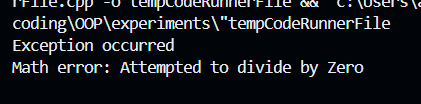 rFile.cpp -o tempCodeRunnerFile && "c:\Users\a
coding\OOP\experiments\"tempCodeRunnerFile
Exception occurred
Math error: Attempted to divide by Zero